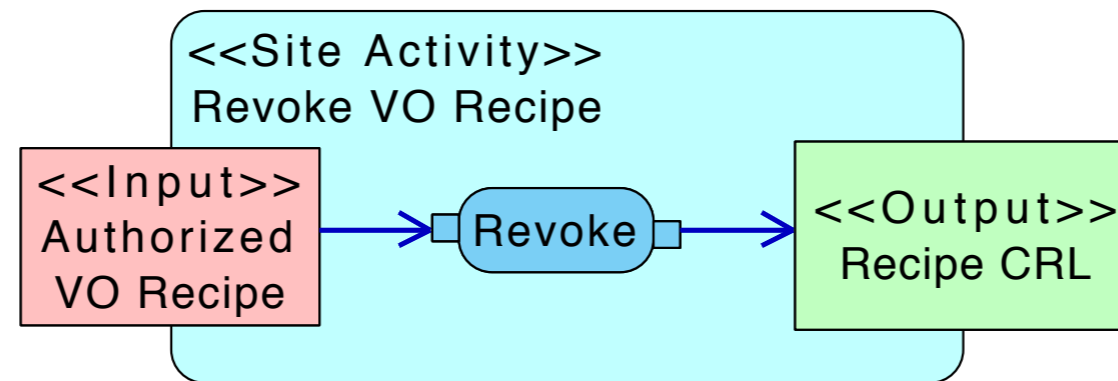 <<Site Activity>>
Revoke VO Recipe
<<Input>>
Authorized
VO Recipe
Revoke
<<Output>>
Recipe CRL